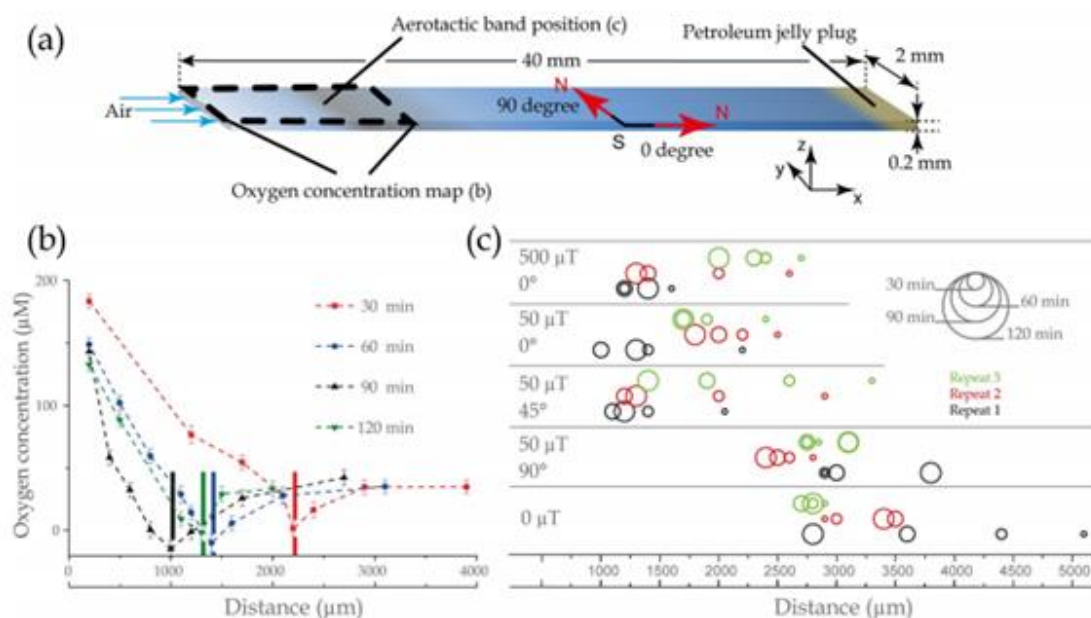 (a)
Aerotactic band position (c)
Petroleum jelly plug
40 mm
2 mm
N
90 degree
N
Air
S
0 degree
0.2 mm
Oxygen concentration map (b)
z
y
x
(b)
Oxygen concentration (µM)
200
100
0
30 min
60 min
90 min
120 min
0
1000
2000
3000
4000
Distance (µm)
(c)
500 µT
0°
50 µT
0°
50 µT
45°
50 µT
90°
0 µT
30 min
60 min
90 min
120 min
Repeat 3
Repeat 2
Repeat 1
1000
1500
2000
2500
3000
3500
4000
4500
5000
Distance (µm)